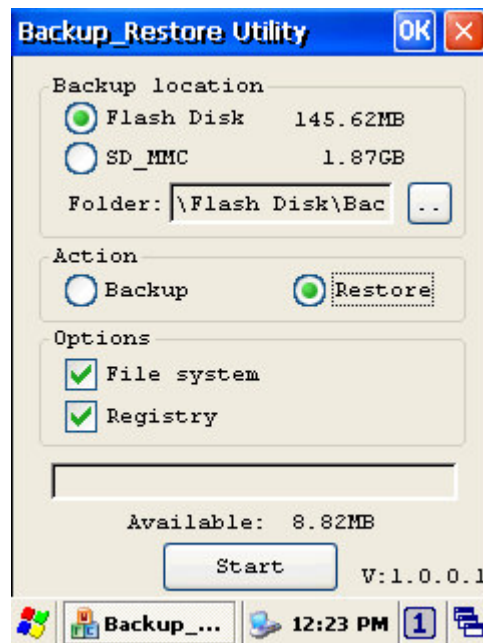 Backup_Restore Utility OK
Backup location
Flash Disk 145.62MB
SD_MMC 1.87GB
Folder: \Flash Disk\Bac ..
Action
Backup Restore
Options
File system
Registry
Available: 8.82MB
Start V:1.0.0.1
Backup_... 12:23 PM 1